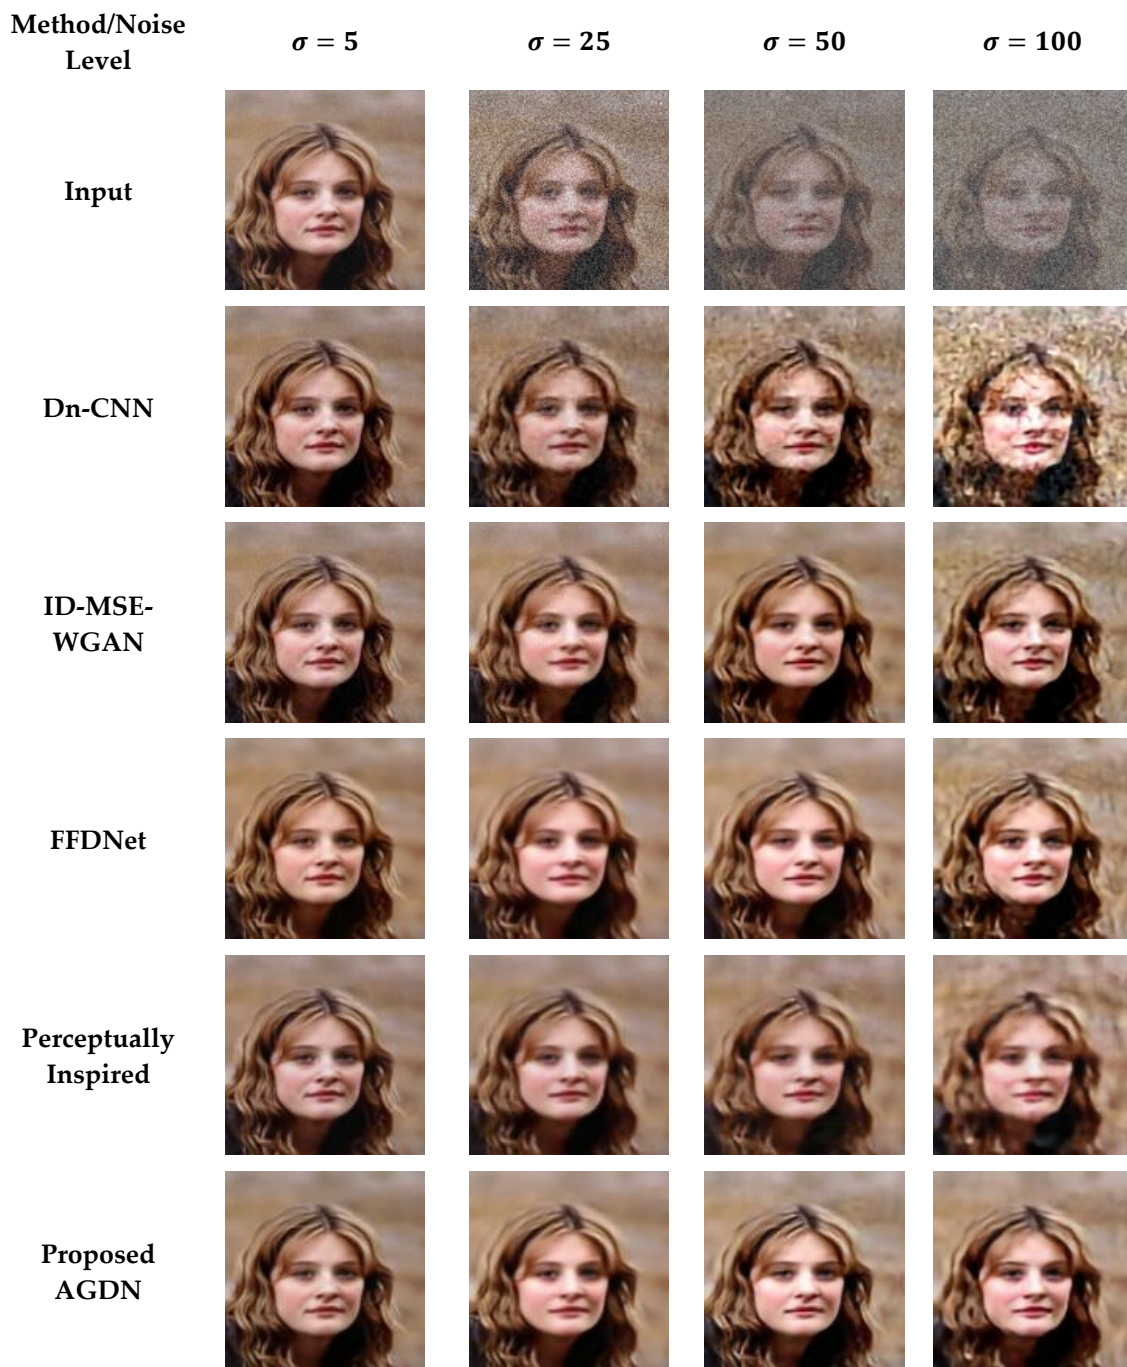 Method/Noise
Level
σ = 5
σ = 25
σ = 50
σ = 100
Input
Dn-CNN
ID-MSE-
WGAN
FFDNet
Perceptually
Inspired
Proposed
AGDN